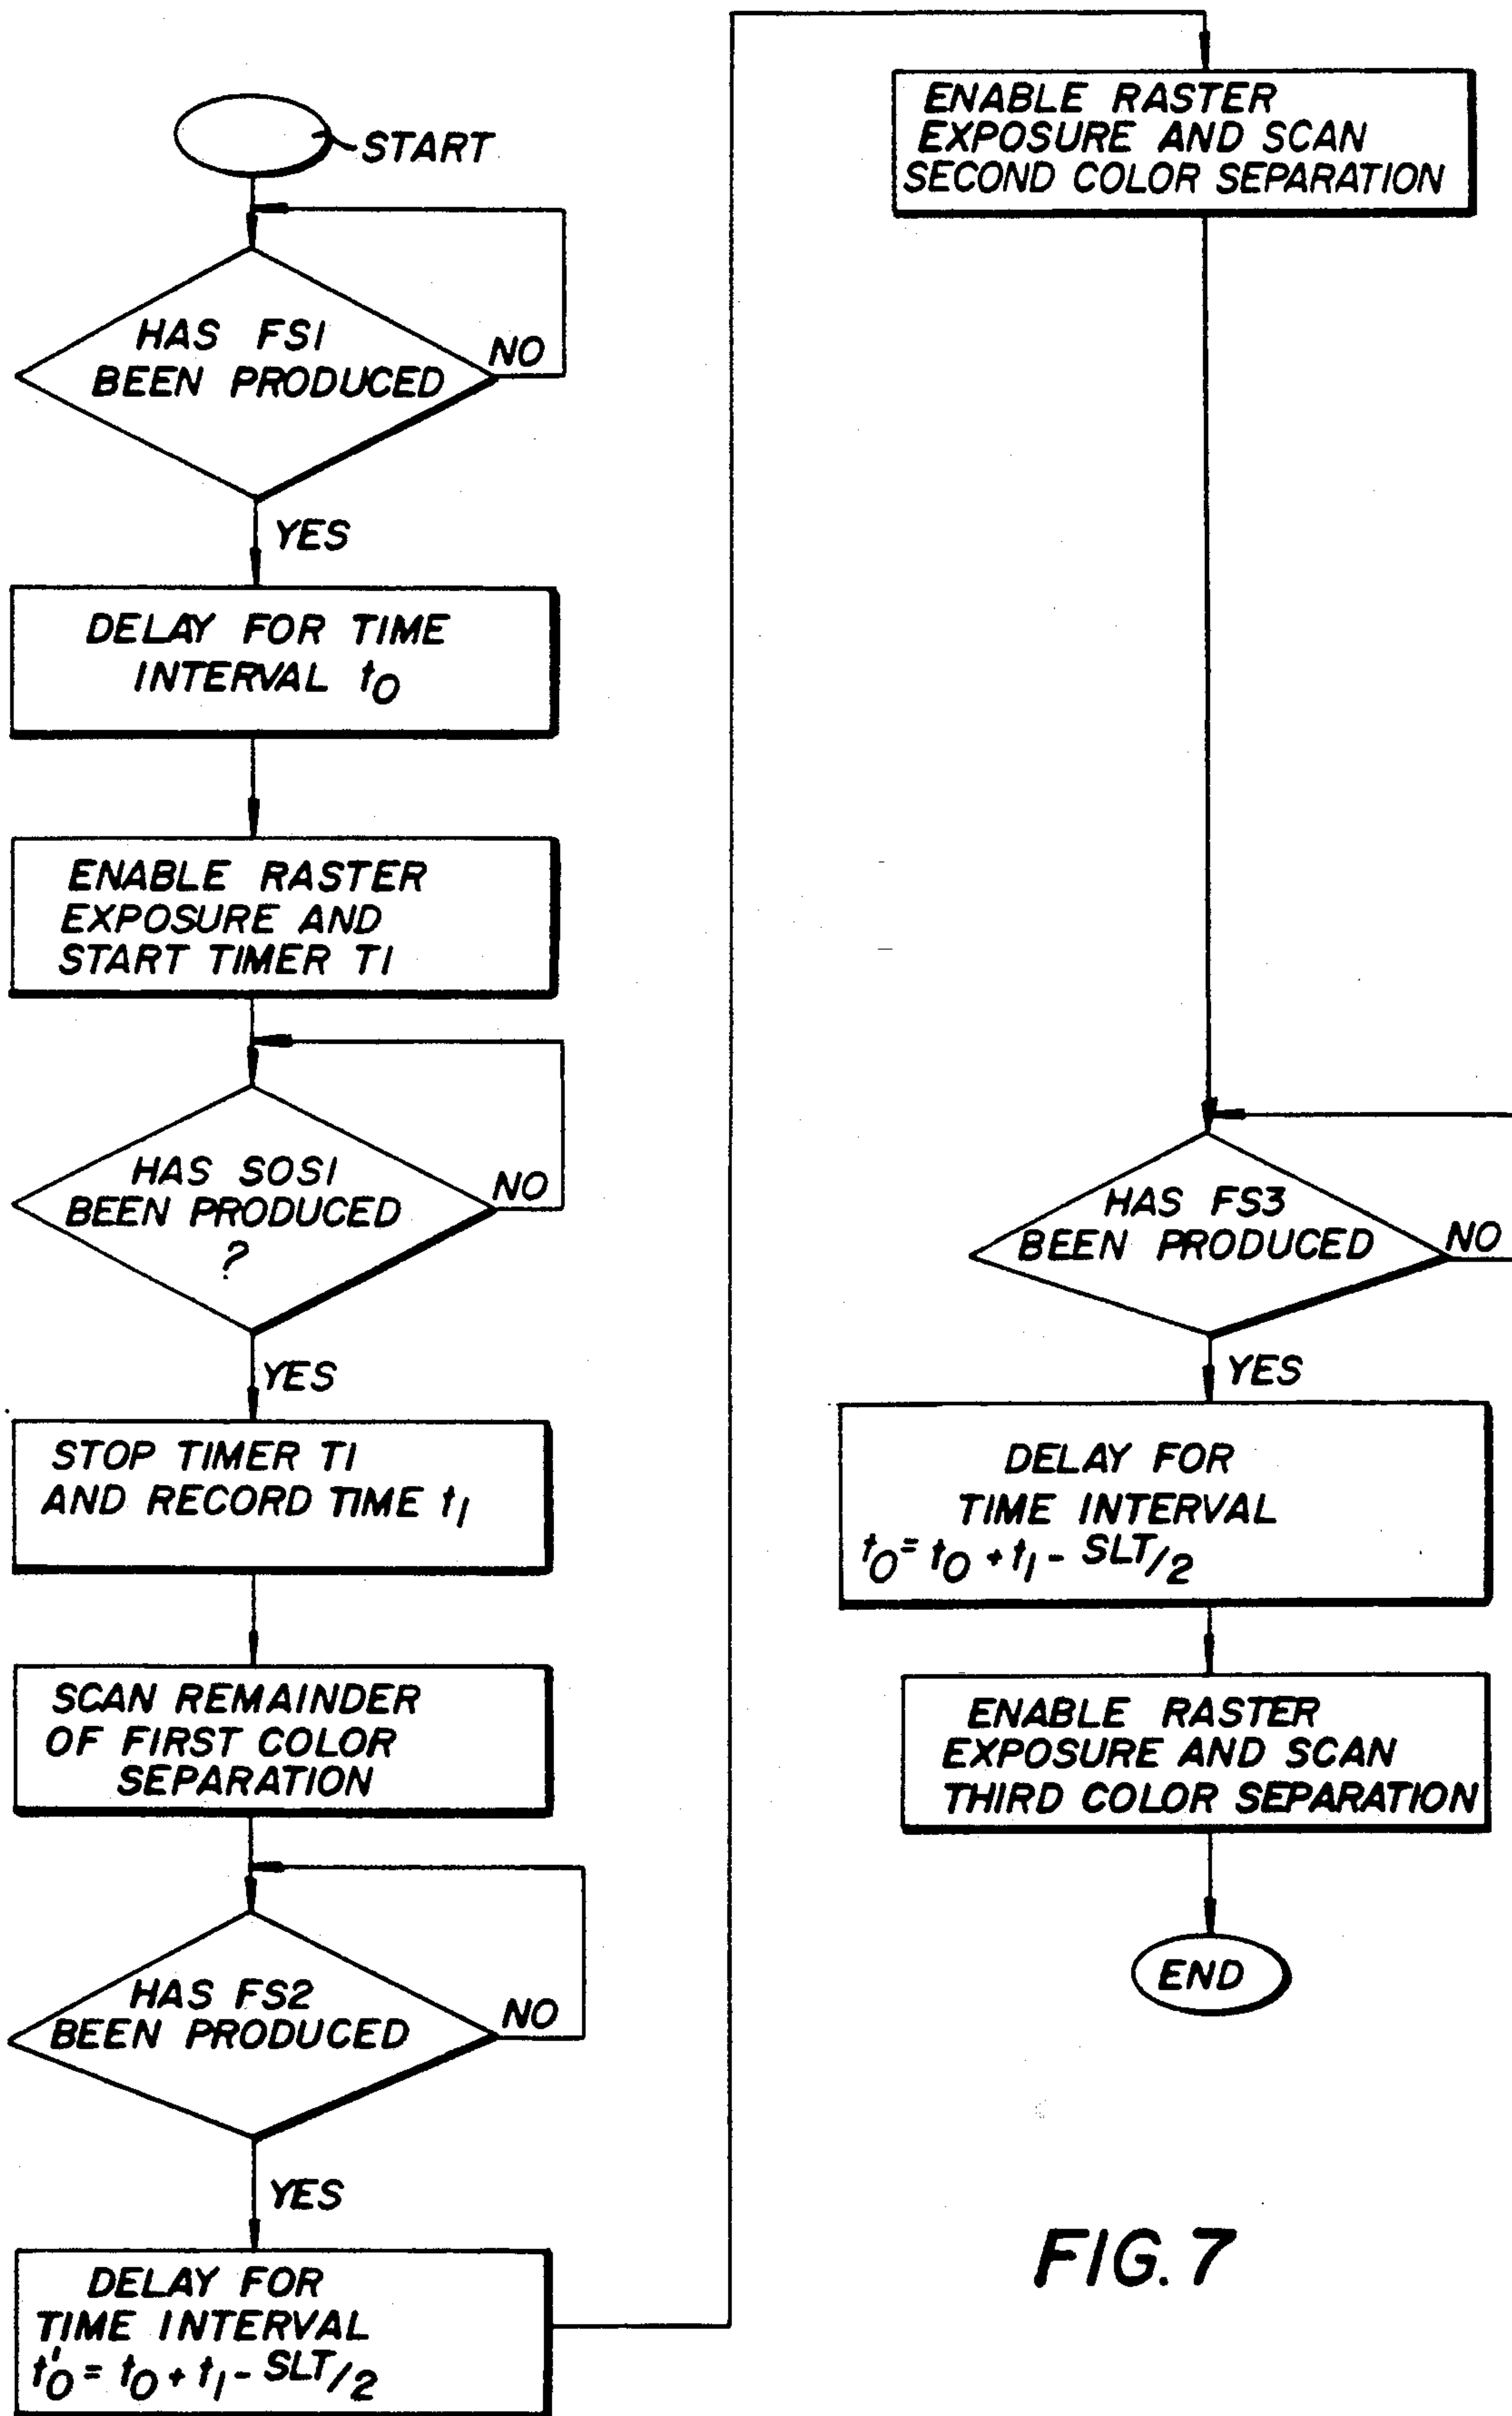 START
HAS FS1
BEEN PRODUCED
NO
YES
DELAY FOR TIME
INTERVAL t0
ENABLE RASTER
EXPOSURE AND
START TIMER T1
HAS SOS1
BEEN PRODUCED
?
NO
YES
STOP TIMER T1
AND RECORD TIME t1
SCAN REMAINDER
OF FIRST COLOR
SEPARATION
HAS FS2
BEEN PRODUCED
NO
YES
DELAY FOR
TIME INTERVAL
t'0 = t0 + t1 - SLT/2
ENABLE RASTER
EXPOSURE AND SCAN
SECOND COLOR SEPARATION
HAS FS3
BEEN PRODUCED
NO
YES
DELAY FOR
TIME INTERVAL
t0 = t0 + t1 - SLT/2
ENABLE RASTER
EXPOSURE AND SCAN
THIRD COLOR SEPARATION
END
FIG. 7